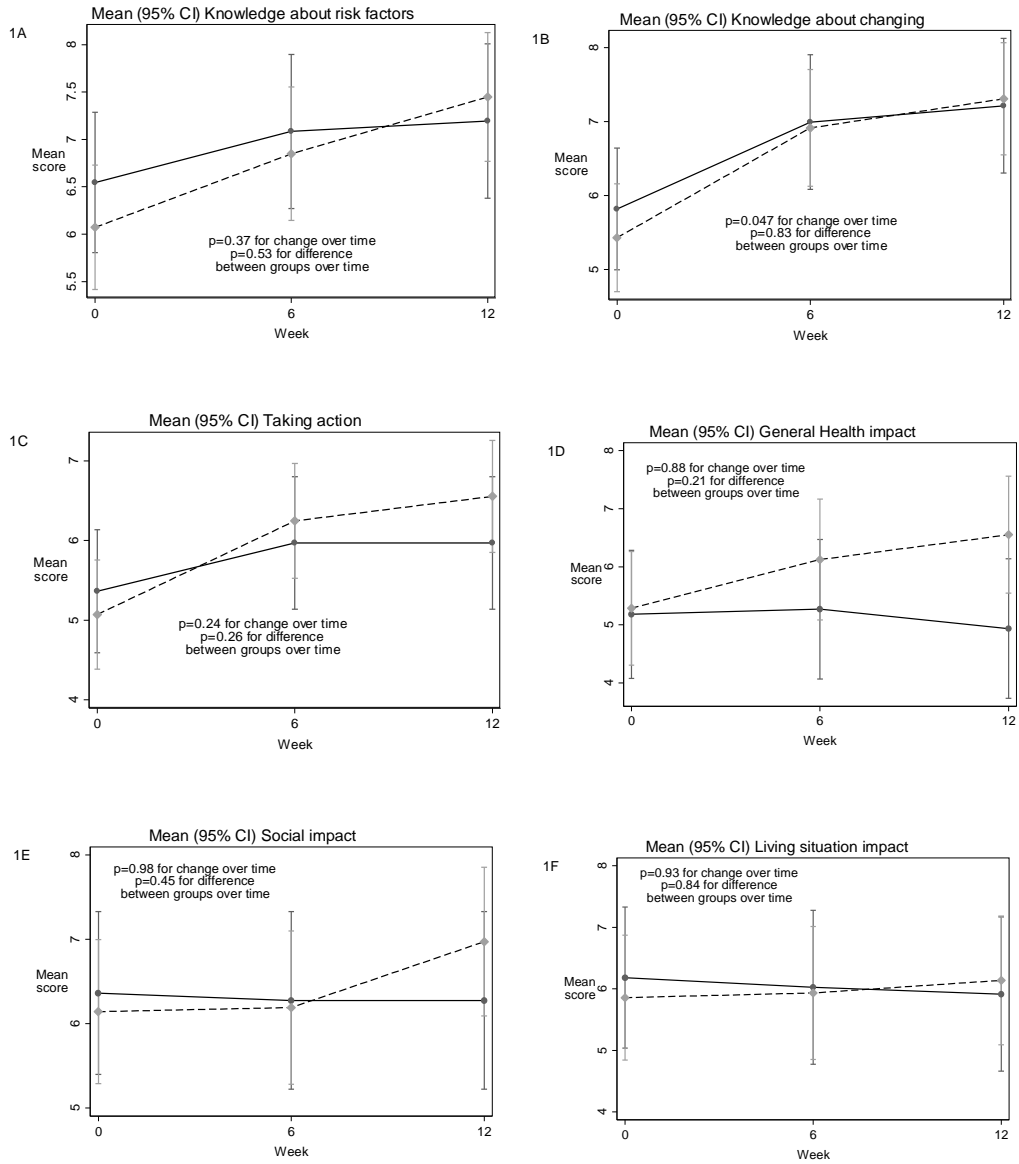 Mean (95% CI) Knowledge about risk factors
1A
8
7.5
7
Mean
score
6.5
6
5.5
p=0.37 for change over time
p=0.53 for difference
between groups over time
0
6
12
Week
Mean (95% CI) Knowledge about changing
1B
8
7
Mean
score
6
5
p=0.047 for change over time
p=0.83 for difference
between groups over time
0
6
12
Week
Mean (95% CI) Taking action
1C
7
6
Mean
score
5
4
p=0.24 for change over time
p=0.26 for difference
between groups over time
0
6
12
Week
Mean (95% CI) General Health impact
1D
8
7
6
Mean
score
5
4
p=0.88 for change over time
p=0.21 for difference
between groups over time
0
6
12
Week
Mean (95% CI) Social impact
1E
8
7
Mean
score
6
5
p=0.98 for change over time
p=0.45 for difference
between groups over time
0
6
12
Week
Mean (95% CI) Living situation impact
1F
8
7
Mean
score
6
5
4
p=0.93 for change over time
p=0.84 for difference
between groups over time
0
6
12
Week